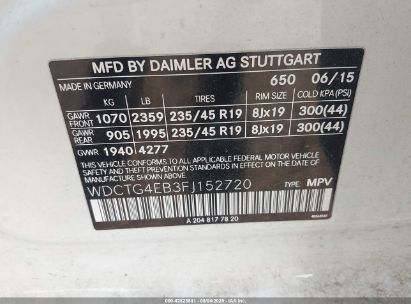 MFD BY DAIMLER AG STUTTGART
MADE IN GERMANY 650 06/15
KG LB TIRES RIM SIZE COLD KPA (PSI)
GAWR FRONT 1070 2359 235/45 R19 8Jx19 300(44)
GAWR REAR 905 1995 235/45 R19 8Jx19 300(44)
GVWR 1940 4277
THIS VEHICLE CONFORMS TO ALL APPLICABLE FEDERAL MOTOR VEHICLE
SAFETY STANDARDS IN EFFECT ON THE DATE OF MANUFACTURE SHOWN ABOVE.
WDCTG4EB3FJ152720 TYPE: MPV
A 204 817 78 20